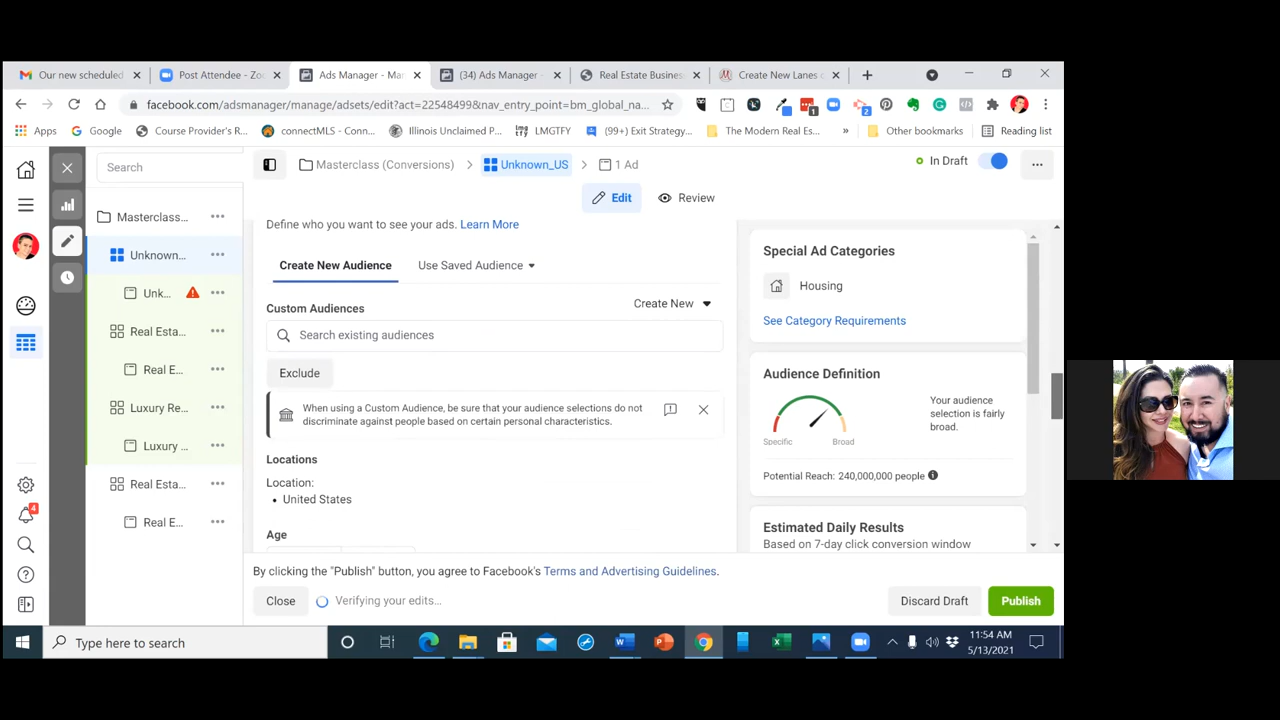 Our new scheduled
Post Attendee - Zo
Ads Manager - Ma
(34) Ads Manager -
Real Estate Busines
Create New Lanes
facebook.com/adsmanager/manage/adsets/edit?act=22548499&nav_entry_point=bm_global_na...
Apps
Google
Course Provider's R...
connectMLS - Conn...
Illinois Unclaimed P...
LMGTFY
(99+) Exit Strategy...
The Modern Real Es...
»
Other bookmarks
Reading list
Search
Masterclass (Conversions)
Unknown_US
1 Ad
In Draft
Edit
Review
Masterclass...
Unknown...
Unk...
Real Esta...
Real E...
Luxury Re...
Luxury ...
Real Esta...
Real E...
Define who you want to see your ads. Learn More
Create New Audience
Use Saved Audience
Custom Audiences
Create New
Search existing audiences
Exclude
When using a Custom Audience, be sure that your audience selections do not
discriminate against people based on certain personal characteristics.
Locations
Location:
• United States
Age
Special Ad Categories
Housing
See Category Requirements
Audience Definition
Specific
Broad
Your audience
selection is fairly
broad.
Potential Reach: 240,000,000 people
Estimated Daily Results
Based on 7-day click conversion window
By clicking the "Publish" button, you agree to Facebook's Terms and Advertising Guidelines.
Close
Verifying your edits...
Discard Draft
Publish
4
1
2
Type here to search
11:54 AM
5/13/2021